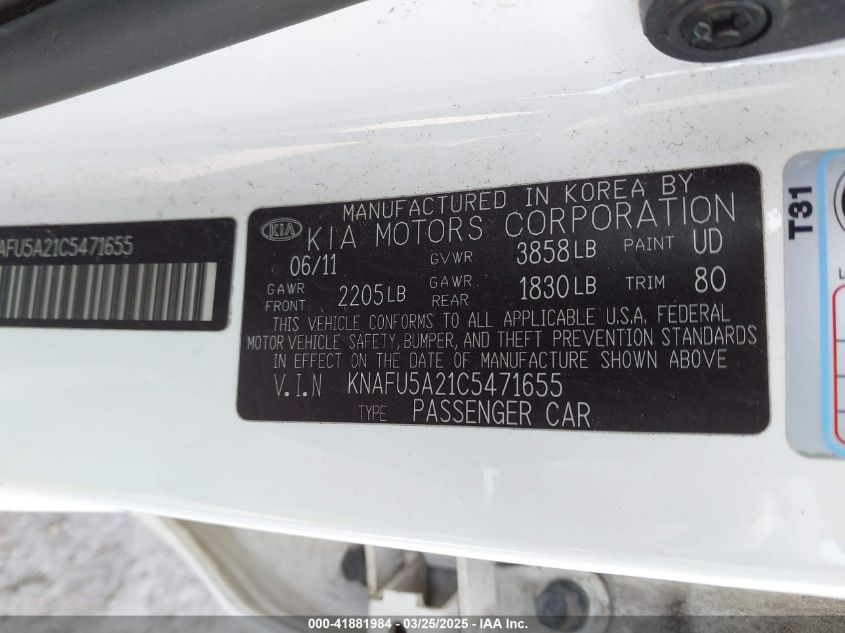 MANUFACTURED IN KOREA BY
KIA KIA MOTORS CORPORATION
06/11 GVWR 3858LB PAINT UD
GAWR FRONT 2205LB GAWR REAR 1830LB TRIM 80
THIS VEHICLE CONFORMS TO ALL APPLICABLE U.S.A. FEDERAL
MOTOR VEHICLE SAFETY, BUMPER, AND THEFT PREVENTION STANDARDS
IN EFFECT ON THE DATE OF MANUFACTURE SHOWN ABOVE
V.I.N KNAFU5A21C5471655
TYPE PASSENGER CAR
AFU5A21C5471655
T31
000-41881984 / 03/25/2025 / IAA Inc.